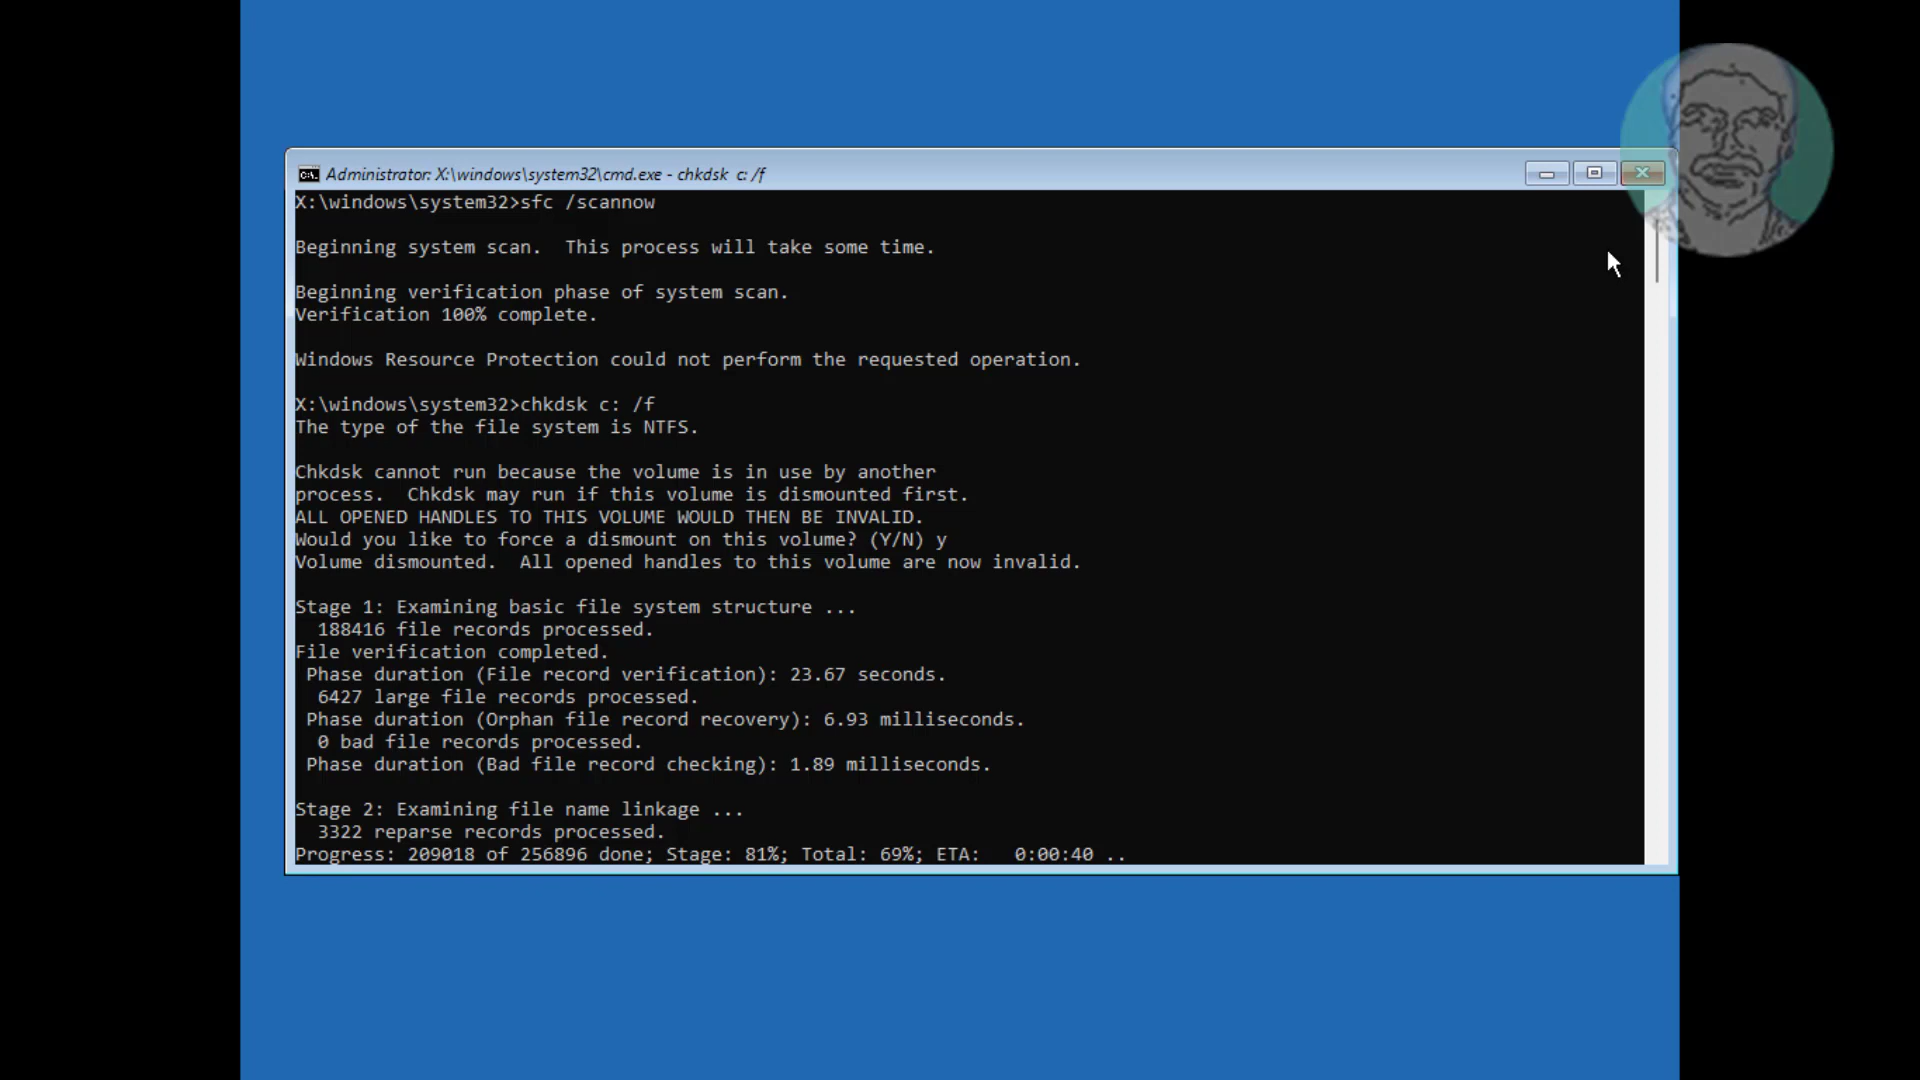 Administrator: X:\windows\system32\cmd.exe - chkdsk  c: /f
X:\windows\system32>sfc /scannow
Beginning system scan.  This process will take some time.
Beginning verification phase of system scan.
Verification 100% complete.
Windows Resource Protection could not perform the requested operation.
X:\windows\system32>chkdsk c: /f
The type of the file system is NTFS.
Chkdsk cannot run because the volume is in use by another
process.  Chkdsk may run if this volume is dismounted first.
ALL OPENED HANDLES TO THIS VOLUME WOULD THEN BE INVALID.
Would you like to force a dismount on this volume? (Y/N) y
Volume dismounted.  All opened handles to this volume are now invalid.
Stage 1: Examining basic file system structure ...
188416 file records processed.
File verification completed.
Phase duration (File record verification): 23.67 seconds.
6427 large file records processed.
Phase duration (Orphan file record recovery): 6.93 milliseconds.
0 bad file records processed.
Phase duration (Bad file record checking): 1.89 milliseconds.
Stage 2: Examining file name linkage ...
3322 reparse records processed.
Progress: 209018 of 256896 done; Stage: 81%; Total: 69%; ETA:   0:00:40 ..